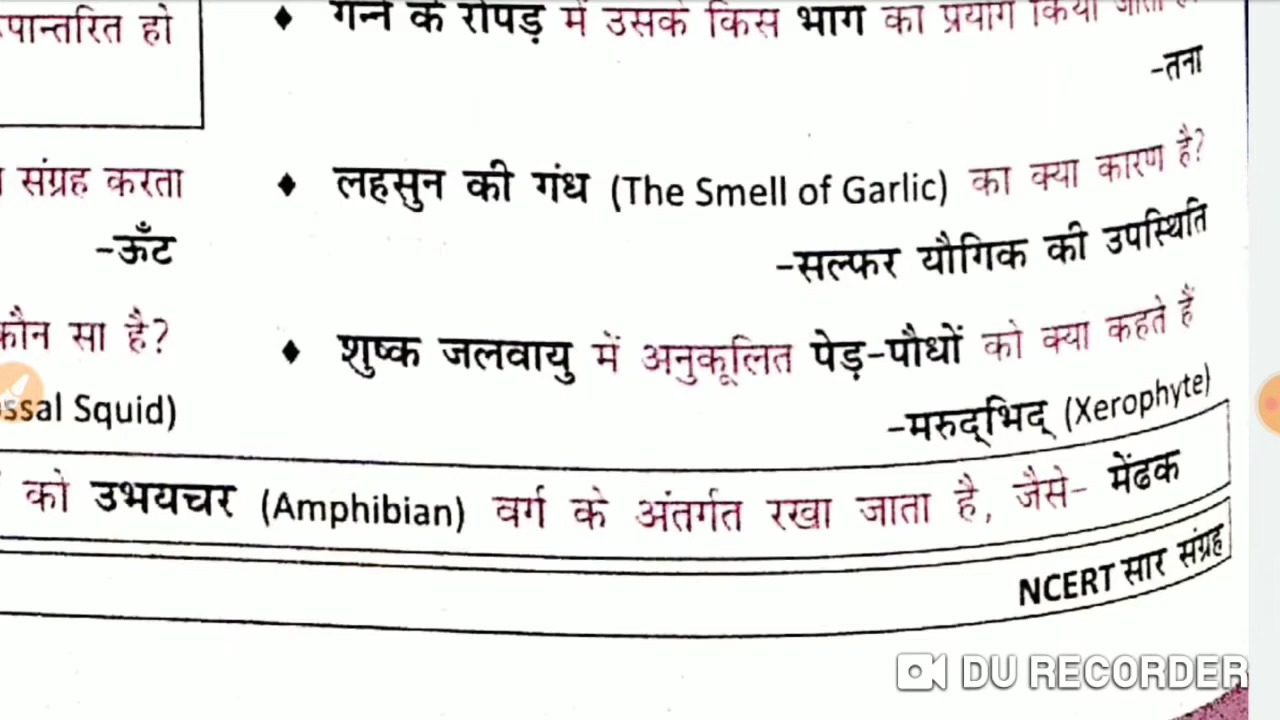 पान्तरित हो
संग्रह करता
-ऊँट
कौन सा है?
ssal Squid)
♦ गन्ने के रोपड़ में उसके किस भाग का प्रयोग किया जाता
-तना
♦ लहसुन की गंध (The Smell of Garlic) का क्या कारण है?
-सल्फर यौगिक की उपस्थिति
♦ शुष्क जलवायु में अनुकूलित पेड़-पौधों को क्या कहते हैं
-मरुद्भिद् (Xerophyte)
को उभयचर (Amphibian) वर्ग के अंतर्गत रखा जाता है, जैसे- मेंढक
NCERT सार संग्रह
DU RECORDER